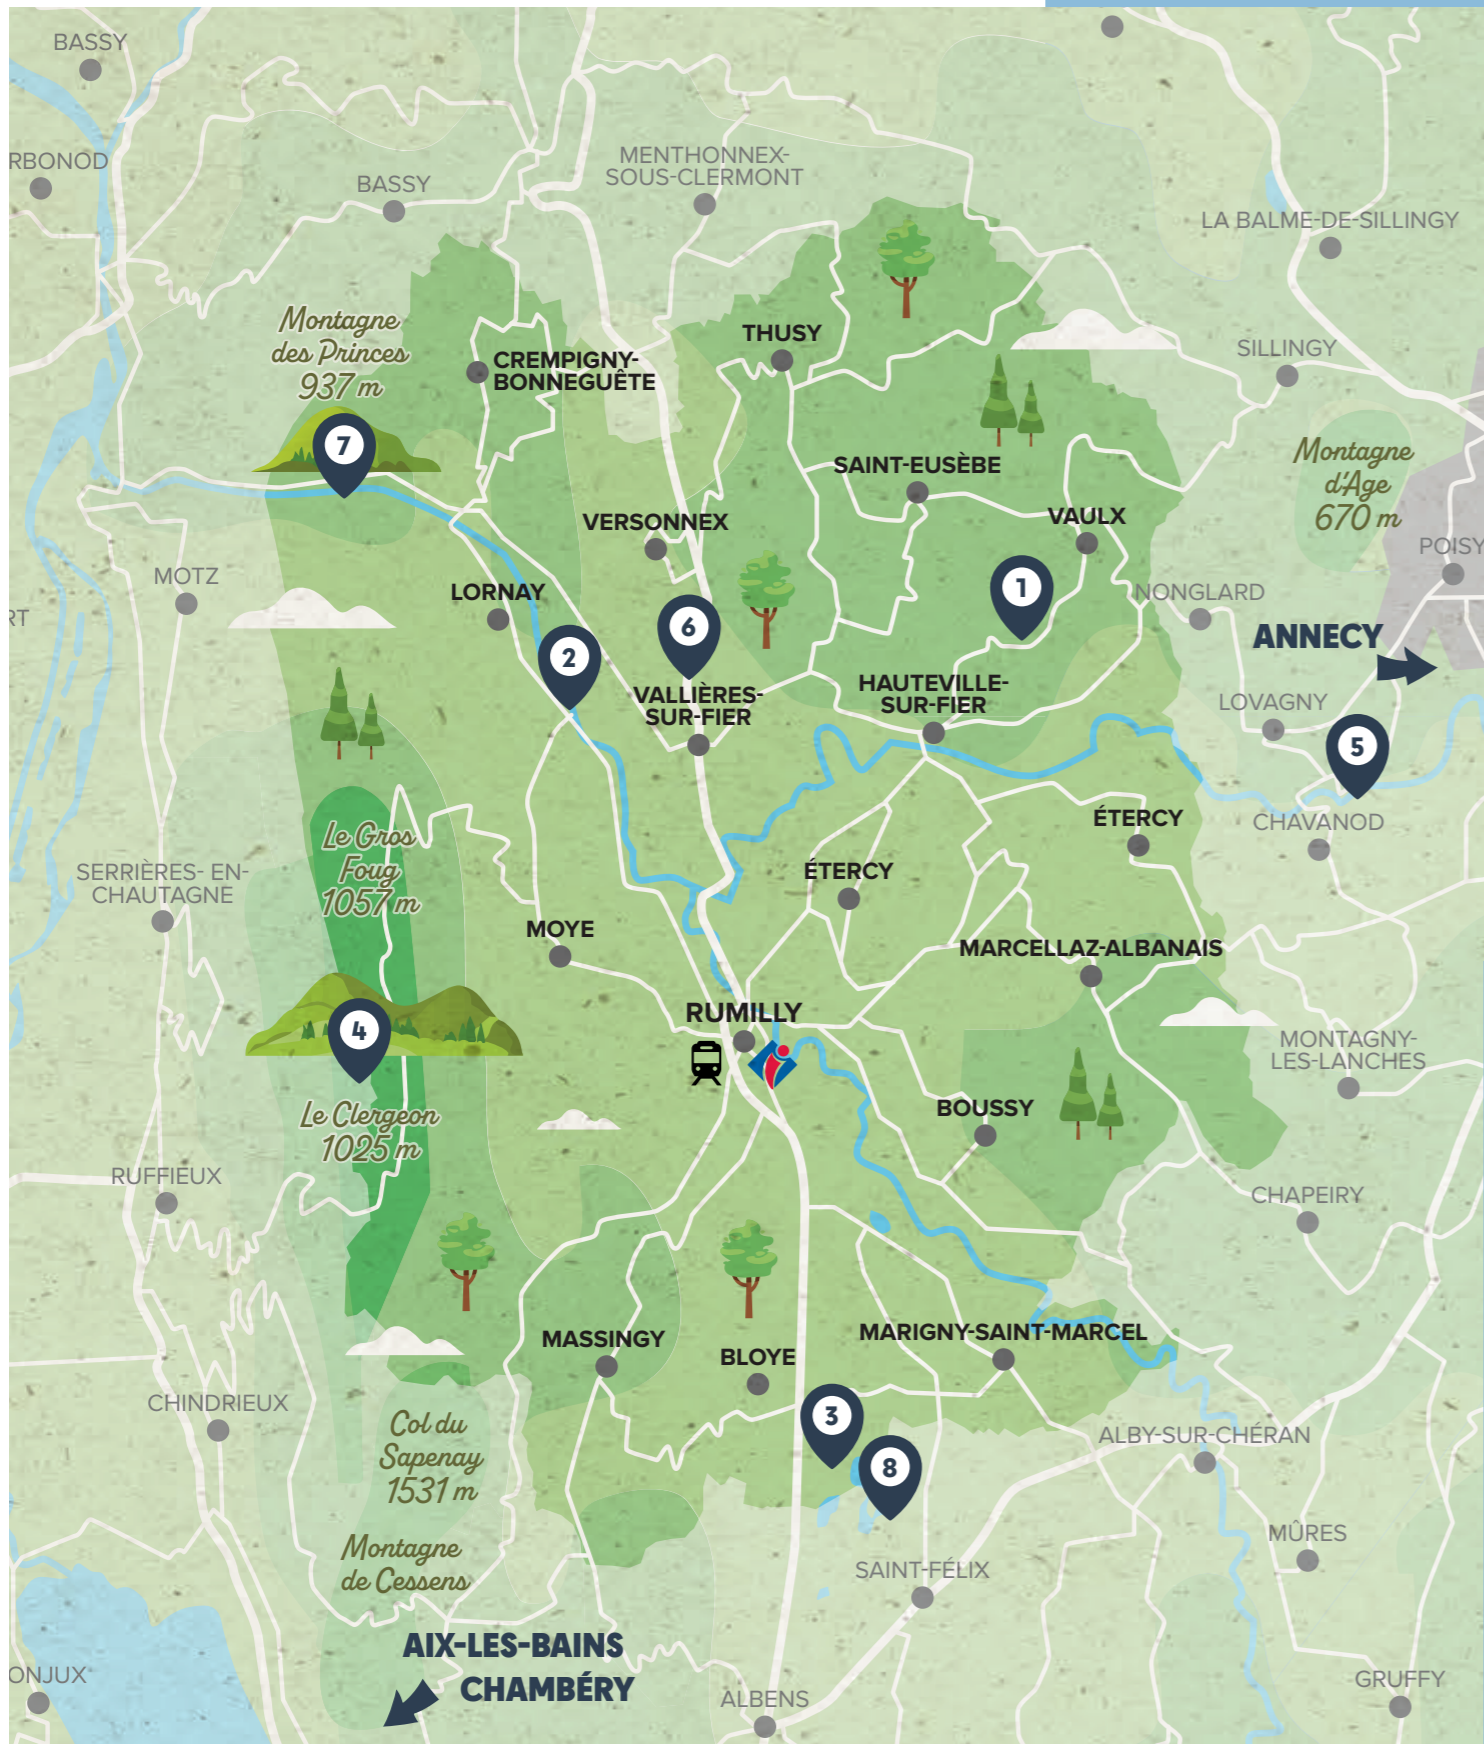 BASSY
RBONOD
BASSY
MENTHONNEX-
SOUS-CLERMONT
LA BALME-DE-SILLINGY
Montagne
des Princes
937 m
CREMPIGNY-
BONNEGUÊTE
THUSY
SILLINGY
7
SAINT-EUSÈBE
Montagne
d'Age
670 m
VERSONNEX
VAULX
POISY
MOTZ
LORNAY
1
NONGLARD
RT
6
ANNECY
2
VALLIÈRES-
SUR-FIER
HAUTEVILLE-
SUR-FIER
LOVAGNY
5
Le Gros
Foug
1057 m
ÉTERCY
CHAVANOD
SERRIÈRES- EN-
CHAUTAGNE
ÉTERCY
MOYE
MARCELLAZ-ALBANAIS
RUMILLY
4
MONTAGNY-
LES-LANCHES
Le Clergeon
1025 m
BOUSSY
RUFFIEUX
CHAPEIRY
MASSINGY
BLOYE
MARIGNY-SAINT-MARCEL
CHINDRIEUX
3
Col du
Sapenay
1531 m
ALBY-SUR-CHÉRAN
8
MÛRES
Montagne
de Cessens
SAINT-FÉLIX
AIX-LES-BAINS
CHAMBÉRY
ONJUX
ALBENS
GRUFFY